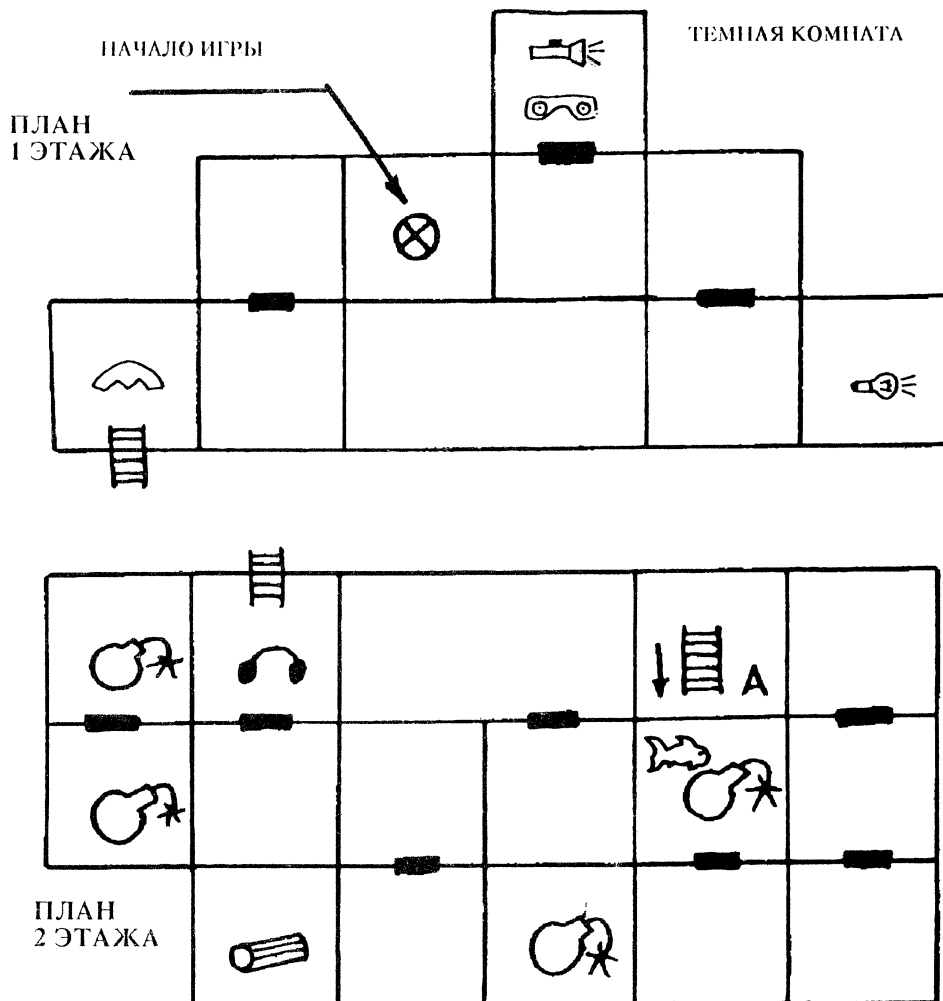 НАЧАЛО ИГРЫ
ТЕМНАЯ КОМНАТА
ПЛАН
1 ЭТАЖА
А
ПЛАН
2 ЭТАЖА